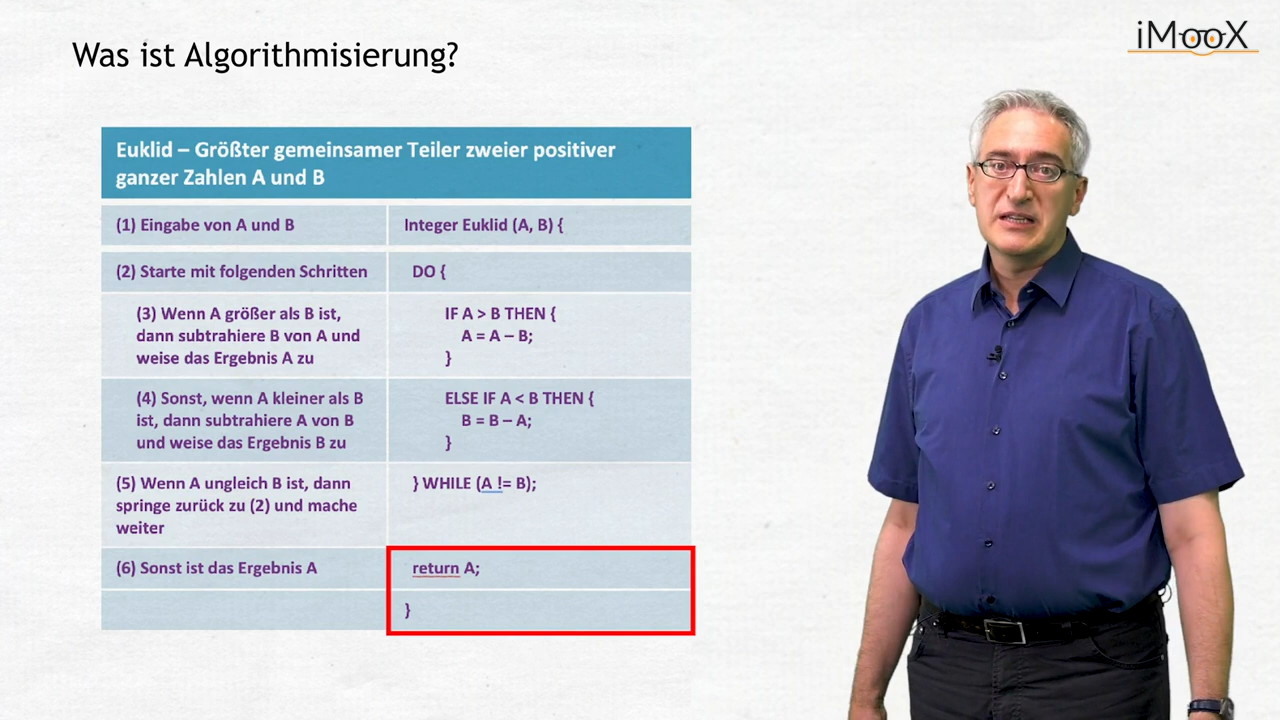 Was ist Algorithmisierung?
iMooX
Euklid – Größter gemeinsamer Teiler zweier positiver
ganzer Zahlen A und B
(1) Eingabe von A und B
Integer Euklid (A, B) {
(2) Starte mit folgenden Schritten
DO {
(3) Wenn A größer als B ist,
dann subtrahiere B von A und
weise das Ergebnis A zu
IF A > B THEN {
A = A – B;
}
(4) Sonst, wenn A kleiner als B
ist, dann subtrahiere A von B
und weise das Ergebnis B zu
ELSE IF A < B THEN {
B = B – A;
}
(5) Wenn A ungleich B ist, dann
springe zurück zu (2) und mache
weiter
} WHILE (A != B);
(6) Sonst ist das Ergebnis A
return A;
}